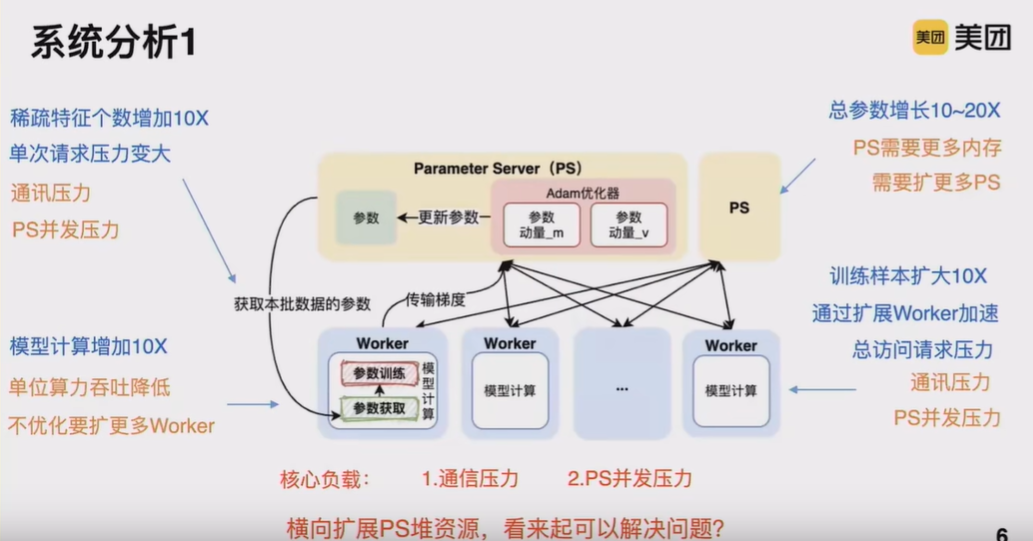 系统分析1
美团 美团
稀疏特征个数增加10X
单次请求压力变大
通讯压力
PS并发压力
总参数增长10~20X
PS需要更多内存
需要扩更多PS
Parameter Server（PS）
Adam优化器
参数
更新参数
参数
动量_m
参数
动量_v
PS
获取本批数据的参数
传输梯度
训练样本扩大10X
通过扩展Worker加速
总访问请求压力
通讯压力
PS并发压力
模型计算增加10X
单位算力吞吐降低
不优化要扩更多Worker
Worker
参数训练
参数获取
模型计算
Worker
模型计算
...
Worker
模型计算
核心负载： 1.通信压力 2.PS并发压力
横向扩展PS堆资源，看来起可以解决问题？
6